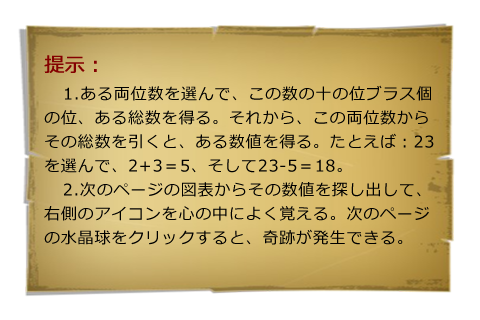 提示：
1.ある両位数を選んで、この数の十の位プラス個
の位、ある総数を得る。それから、この両位数から
その総数を引くと、ある数値を得る。たとえば：23
を選んで、2+3＝5、そして23-5＝18。
2.次のページの図表からその数値を探し出して、
右側のアイコンを心の中によく覚える。次のページ
の水晶球をクリックすると、奇跡が発生できる。